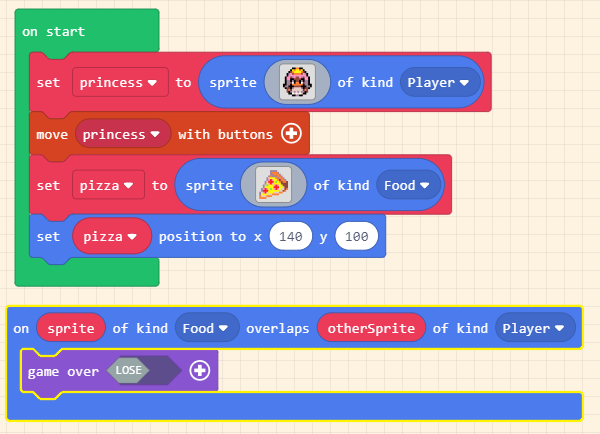 on start
set princess to sprite of kind Player
move princess with buttons
set pizza to sprite of kind Food
set pizza position to x 140 y 100
on sprite of kind Food overlaps otherSprite of kind Player
game over LOSE